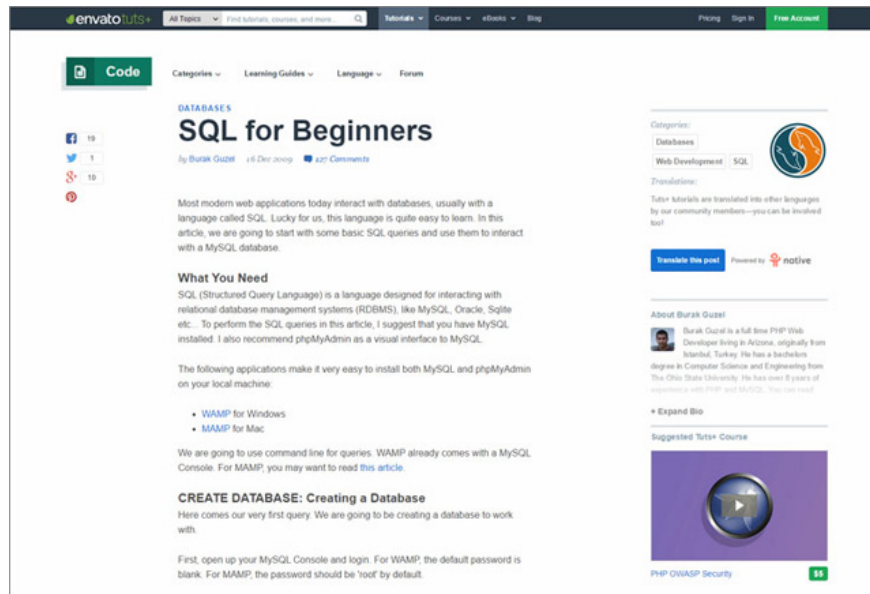 envatotuts+ All Topics Find tutorials, courses, and more... Tutorials Courses eBooks Blog Pricing Sign In Free Account
Code Categories Learning Guides Language Forum
DATABASES
SQL for Beginners
by Burak Guzel 16 Dec 2009 127 Comments
19
1
10
Most modern web applications today interact with databases, usually with a
language called SQL. Lucky for us, this language is quite easy to learn. In this
article, we are going to start with some basic SQL queries and use them to interact
with a MySQL database.
What You Need
SQL (Structured Query Language) is a language designed for interacting with
relational database management systems (RDBMS), like MySQL, Oracle, Sqlite
etc... To perform the SQL queries in this article, I suggest that you have MySQL
installed. I also recommend phpMyAdmin as a visual interface to MySQL.
The following applications make it very easy to install both MySQL and phpMyAdmin
on your local machine:
• WAMP for Windows
• MAMP for Mac
We are going to use command line for queries. WAMP already comes with a MySQL
Console. For MAMP, you may want to read this article.
CREATE DATABASE: Creating a Database
Here comes our very first query. We are going to be creating a database to work
with.
First, open up your MySQL Console and login. For WAMP, the default password is
blank. For MAMP, the password should be 'root' by default.
Categories:
Databases
Web Development SQL
Translations:
Tuts+ tutorials are translated into other languages
by our community members—you can be involved
too!
Translate this post Powered by native
About Burak Guzel
Burak Guzel is a full time PHP Web
Developer living in Arizona, originally from
Istanbul, Turkey. He has a bachelors
degree in Computer Science and Engineering from
The Ohio State University. He has over 8 years of
experience with PHP and MySQL. You can read
+ Expand Bio
Suggested Tuts+ Course
PHP OWASP Security $5